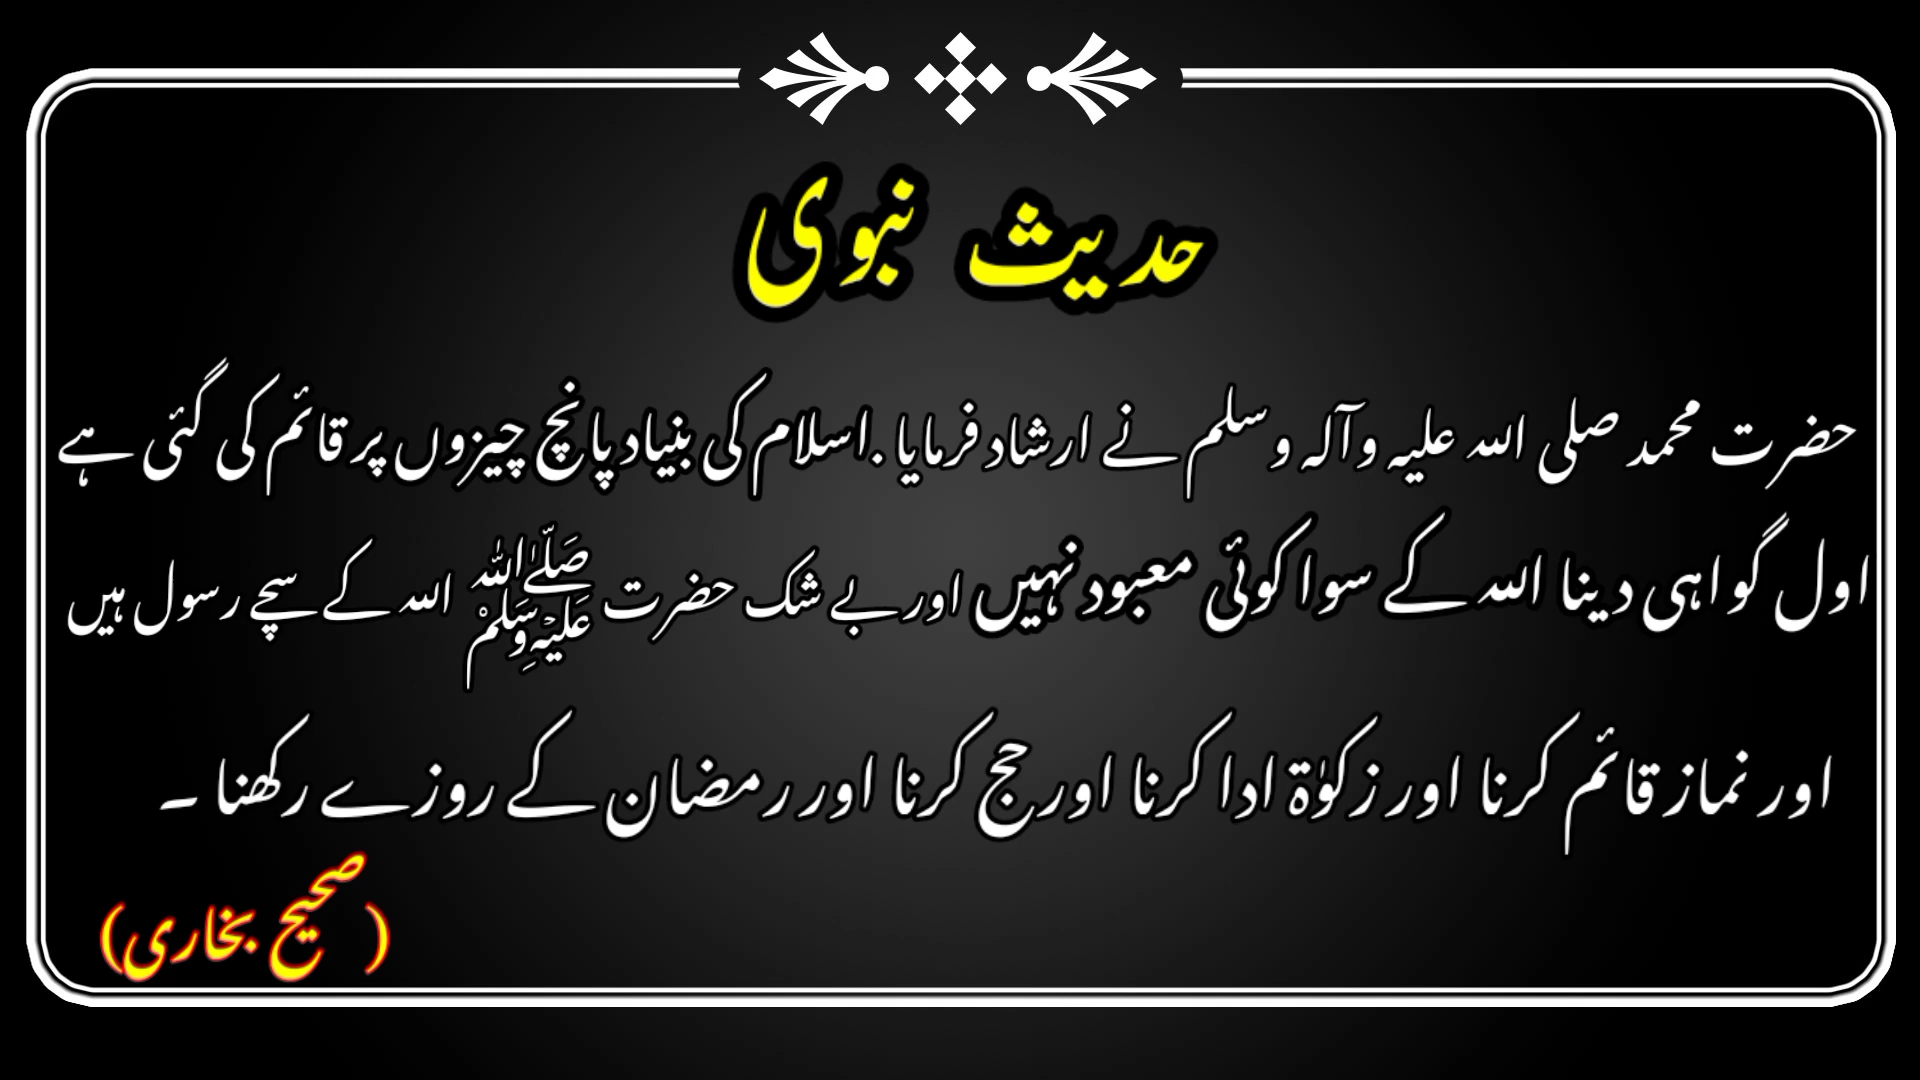 حدیث نبوی
حضرت محمد صلی اللہ علیہ وآلہ وسلم نے ارشاد فرمایا .اسلام کی بنیاد پانچ چیزوں پر قائم کی گئی ہے
اول گواہی دینا اللہ کے سوا کوئی معبود نہیں اور بے شک حضرت ﷺ اللہ کے سچے رسول ہیں
اور نماز قائم کرنا اور زکوٰۃ ادا کرنا اور حج کرنا اور رمضان کے روزے رکھنا ۔
(صحیح بخاری)